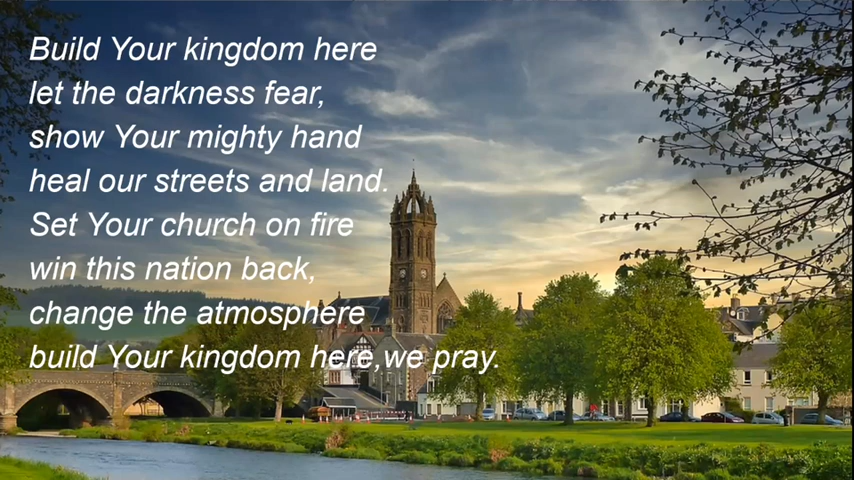 Build Your kingdom here
let the darkness fear,
show Your mighty hand
heal our streets and land.
Set Your church on fire
win this nation back,
change the atmosphere
build Your kingdom here,we pray.